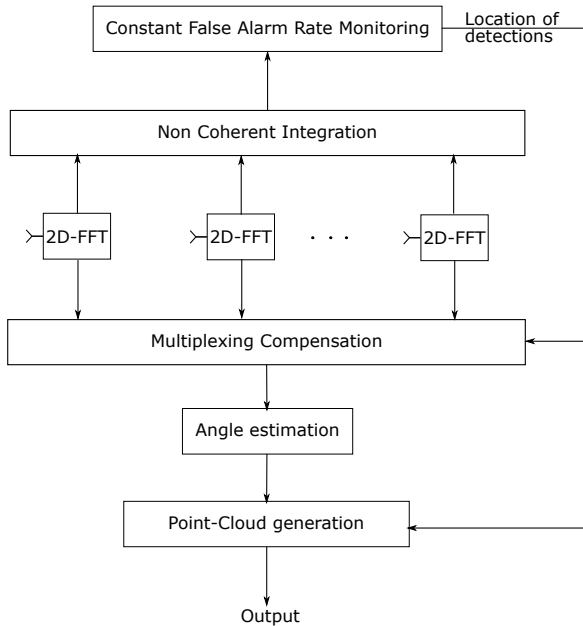 Constant False Alarm Rate Monitoring
Location of
detections
Non Coherent Integration
2D-FFT
2D-FFT
. . .
2D-FFT
Multiplexing Compensation
Angle estimation
Point-Cloud generation
Output